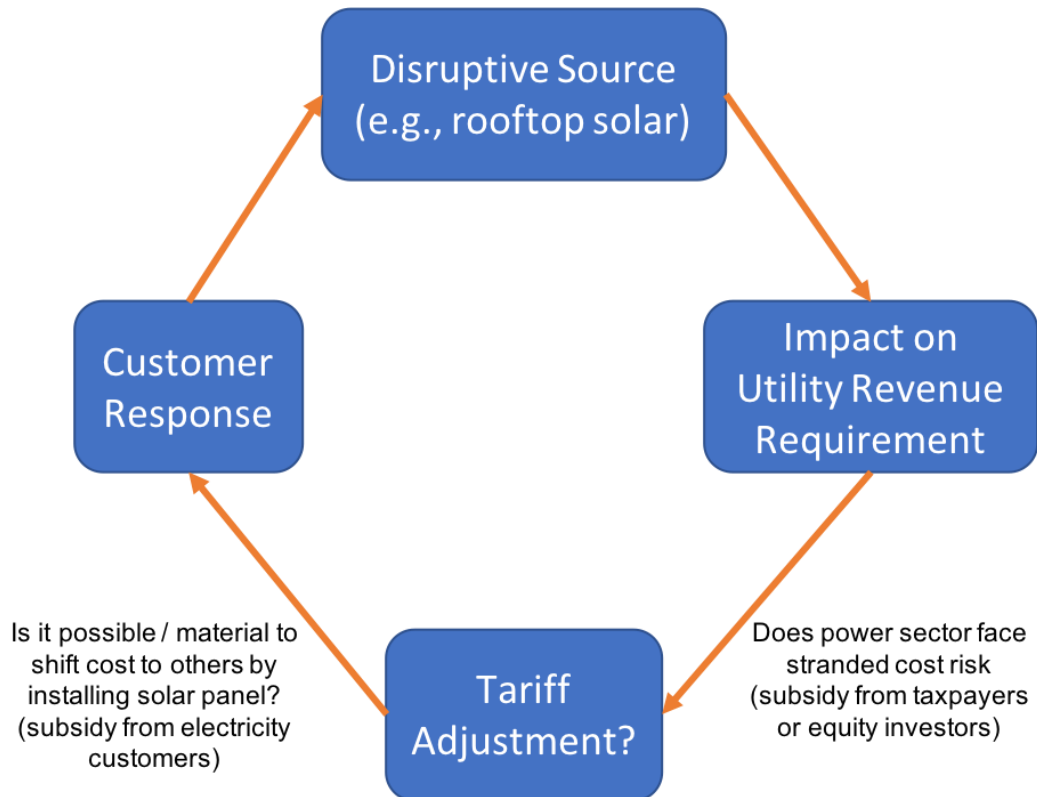 Disruptive Source
(e.g., rooftop solar)
Customer
Response
Impact on
Utility Revenue
Requirement
Is it possible / material to
shift cost to others by
installing solar panel?
(subsidy from electricity
customers)
Tariff
Adjustment?
Does power sector face
stranded cost risk
(subsidy from taxpayers
or equity investors)